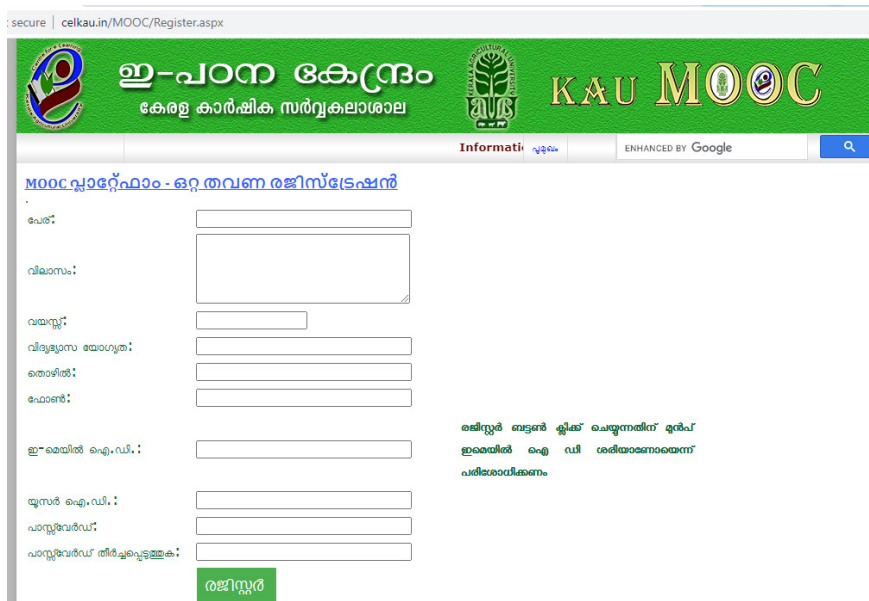 secure | celkau.in/MOOC/Register.aspx
ഇ-പഠന കേന്ദ്രം
കേരള കാർഷിക സർവ്വകലാശാല
KAU MOOC
Informati
പൂമുഖം
ENHANCED BY Google
MOOC പ്ലാറ്റ്ഫോം - ഒറ്റ തവണ രജിസ്ട്രേഷൻ
പേര്:
വിലാസം:
വയസ്സ്:
വിദ്യഭ്യാസ യോഗ്യത:
തൊഴിൽ:
ഫോൺ:
രജിസ്റ്റർ ബട്ടൺ ക്ലിക്ക് ചെയ്യുന്നതിന് മുൻപ്
ഇ-മെയിൽ ഐ.ഡി.:
ഇമെയിൽ ഐ ഡി ശരിയാണോയെന്ന്
പരിശോധിക്കണം
യൂസർ ഐ.ഡി.:
പാസ്സ്‌വേർഡ്:
പാസ്സ്‌വേർഡ് തീർച്ചപ്പെടുത്തുക:
രജിസ്റ്റർ